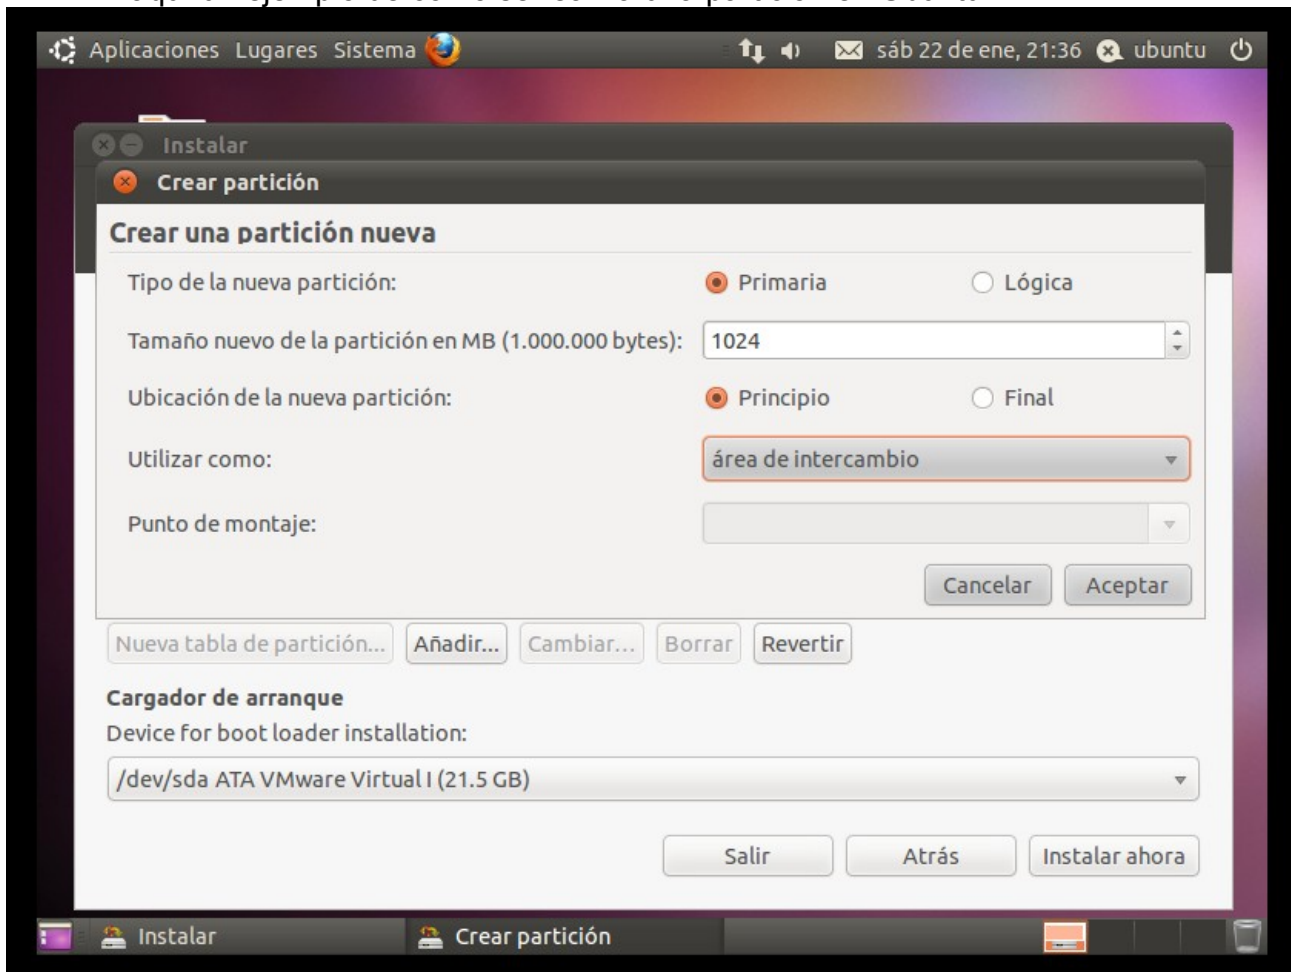 Aplicaciones Lugares Sistema sáb 22 de ene, 21:36 ubuntu
Instalar
Crear partición
Crear una partición nueva
Tipo de la nueva partición: Primaria Lógica
Tamaño nuevo de la partición en MB (1.000.000 bytes): 1024
Ubicación de la nueva partición: Principio Final
Utilizar como: área de intercambio
Punto de montaje:
Cancelar Aceptar
Nueva tabla de partición... Añadir... Cambiar... Borrar Revertir
Cargador de arranque
Device for boot loader installation:
/dev/sda ATA VMware Virtual I (21.5 GB)
Salir Atrás Instalar ahora
Instalar Crear partición